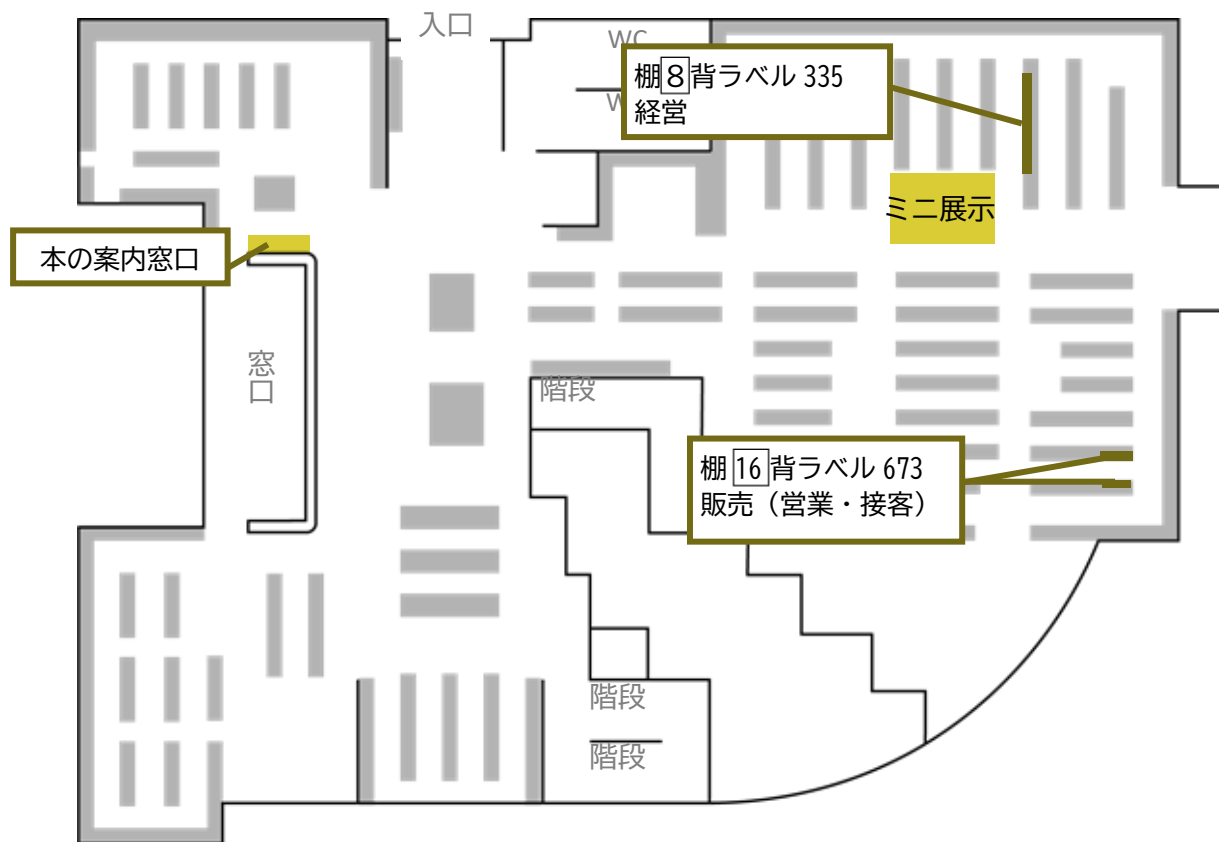 入口
WC
W
棚8背ラベル 335
経営
ミニ展示
本の案内窓口
窓
口
階段
棚16背ラベル 673
販売（営業・接客）
階段
階段